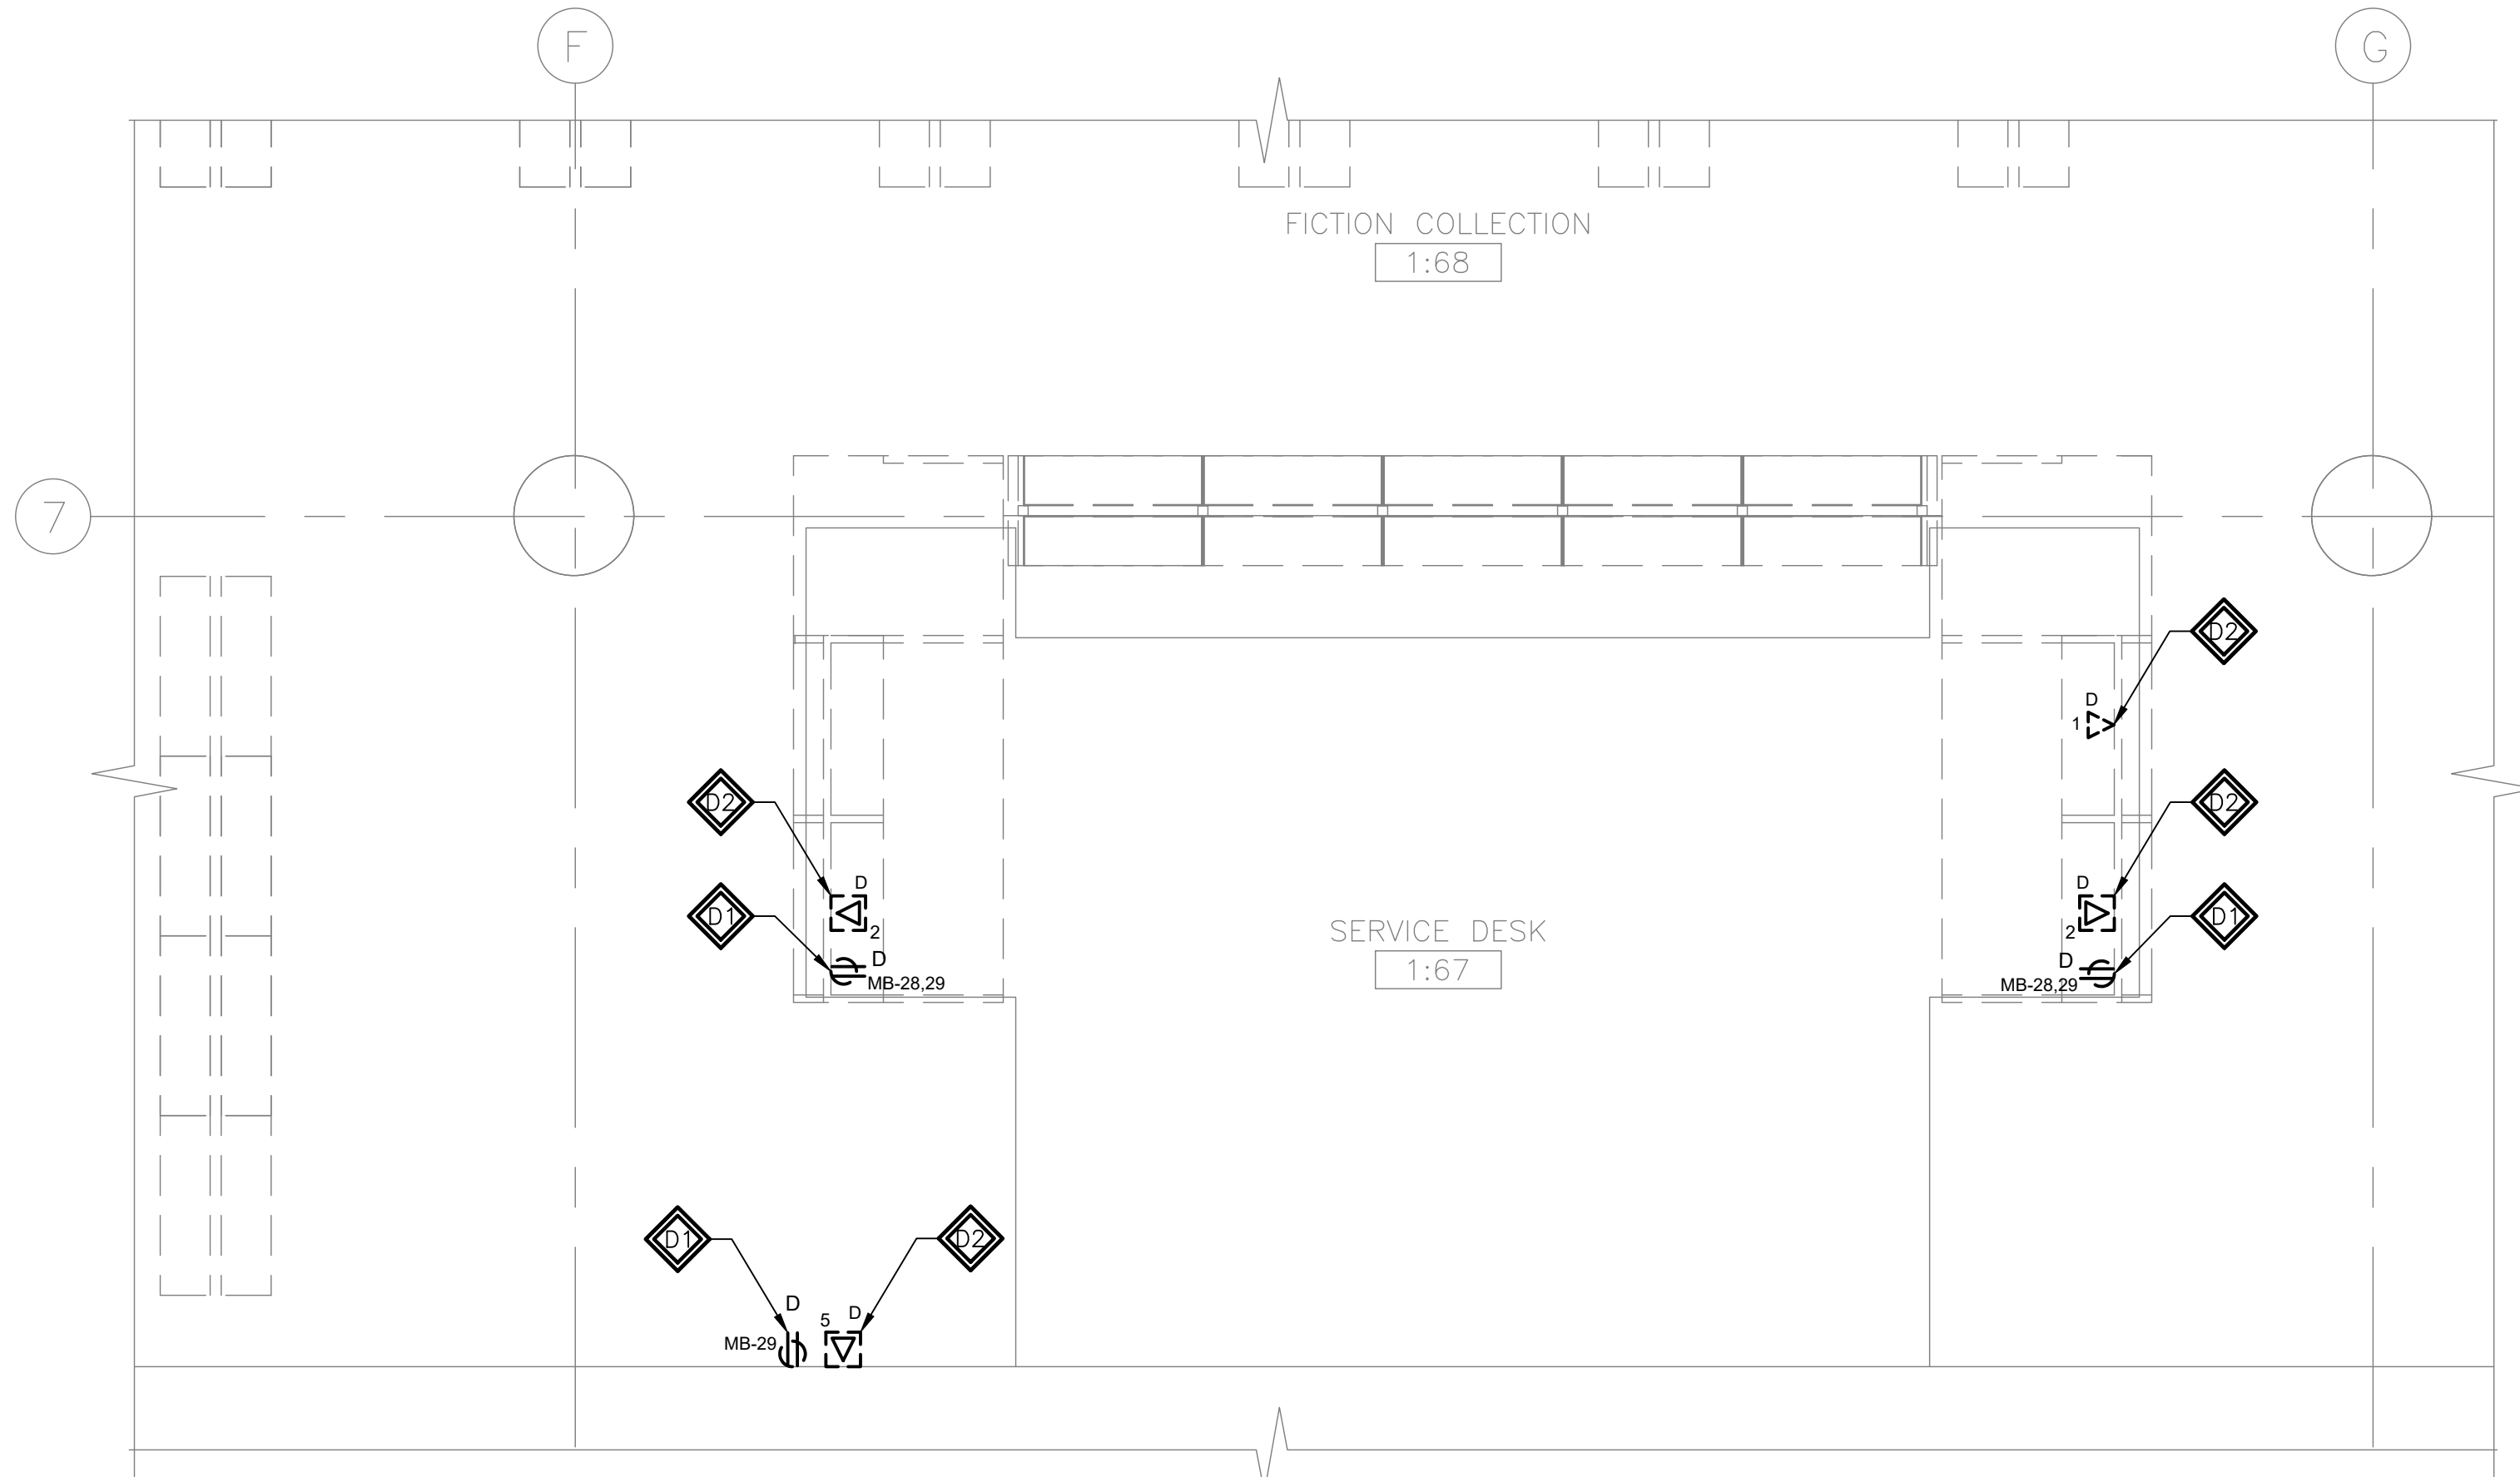 F
G
FICTION COLLECTION
1:68
7
D2
D
1
D2
D2
D
D
D1
D1
2
2
SERVICE DESK
D
D
1:67
MB-28,29
MB-28,29
D1
D2
D
5
D
MB-29